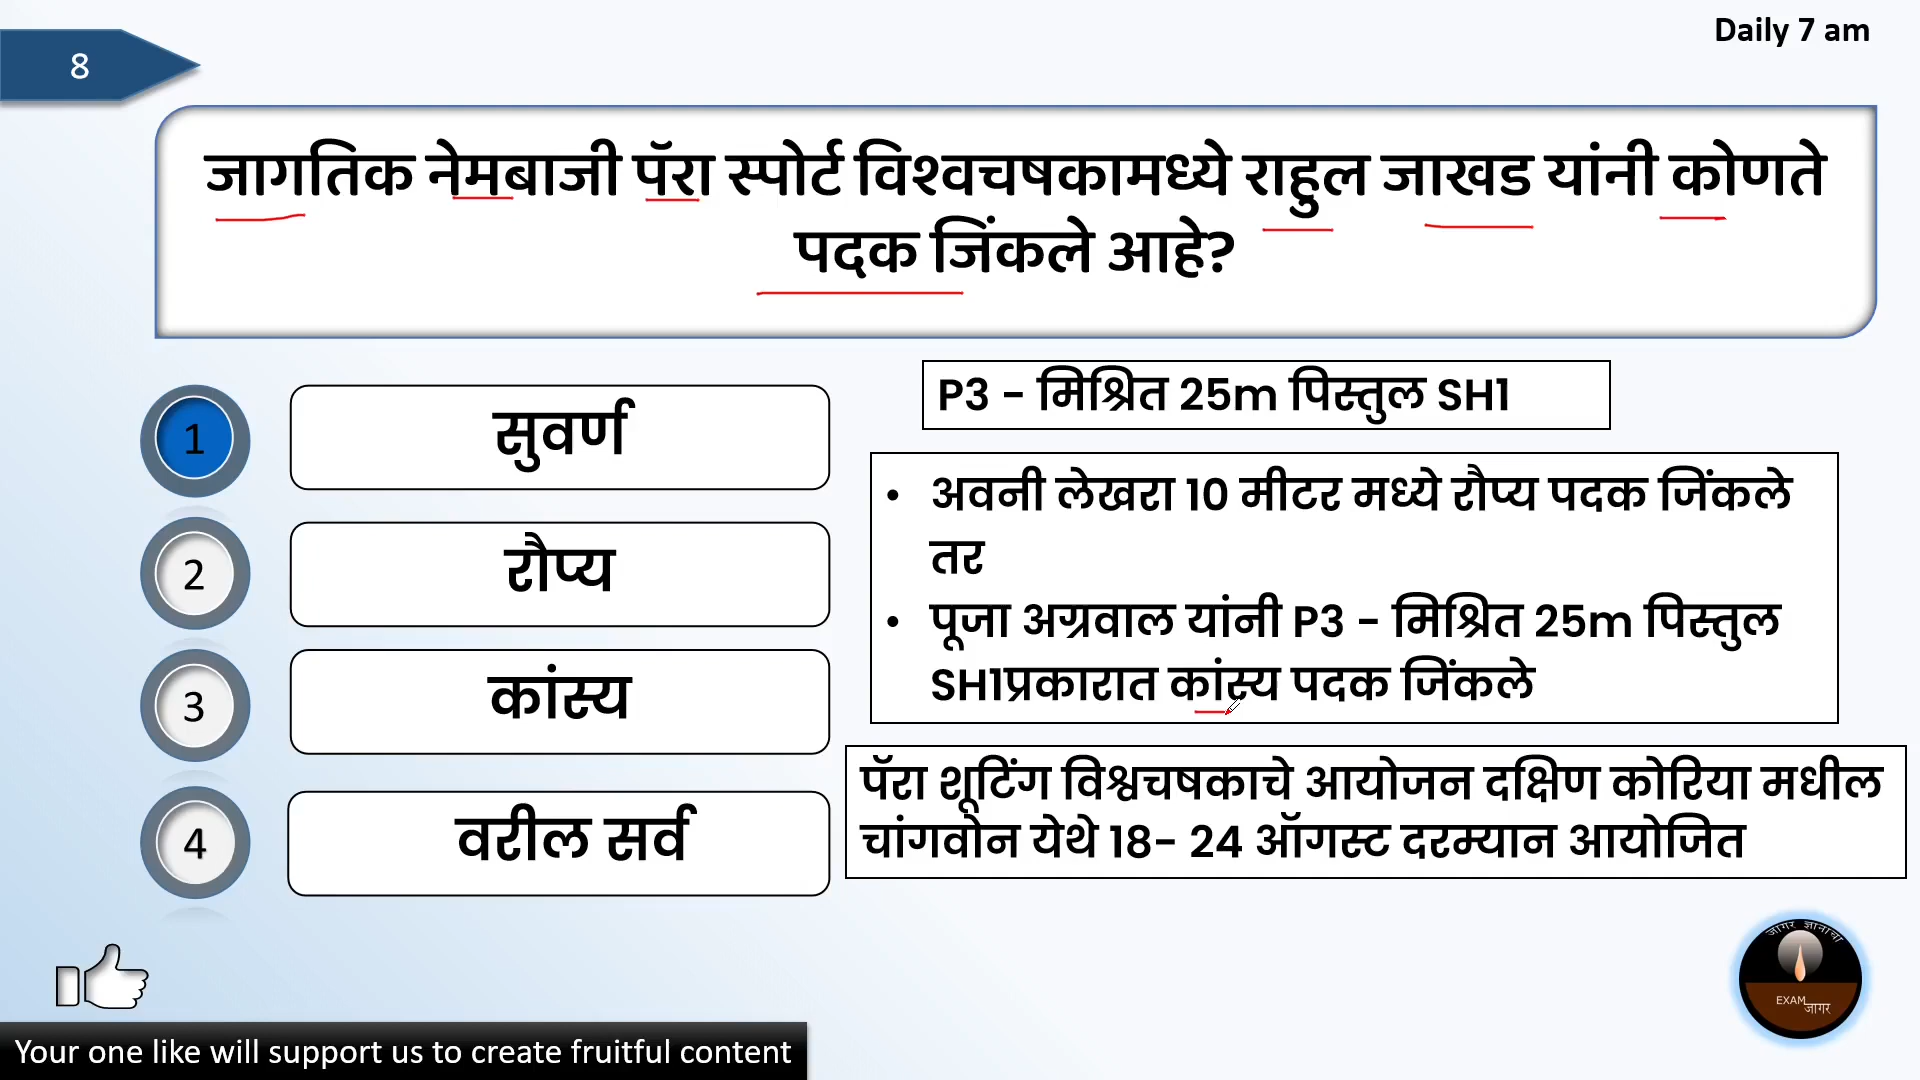 Daily 7 am
8
जागतिक नेमबाजी पॅरा स्पोर्ट विश्वचषकामध्ये राहुल जाखड यांनी कोणते
पदक जिंकले आहे?
P3 - मिश्रित 25m पिस्तुल SH1
1
सुवर्ण
• अवनी लेखरा 10 मीटर मध्ये रौप्य पदक जिंकले
तर
2
रौप्य
• पूजा अग्रवाल यांनी P3 - मिश्रित 25m पिस्तुल
SH1प्रकारात कांस्य पदक जिंकले
3
कांस्य
पॅरा शूटिंग विश्वचषकाचे आयोजन दक्षिण कोरिया मधील
चांगवोन येथे 18- 24 ऑगस्ट दरम्यान आयोजित
4
वरील सर्व
जागर ज्ञानाचा
EXAM
जागर
Your one like will support us to create fruitful content